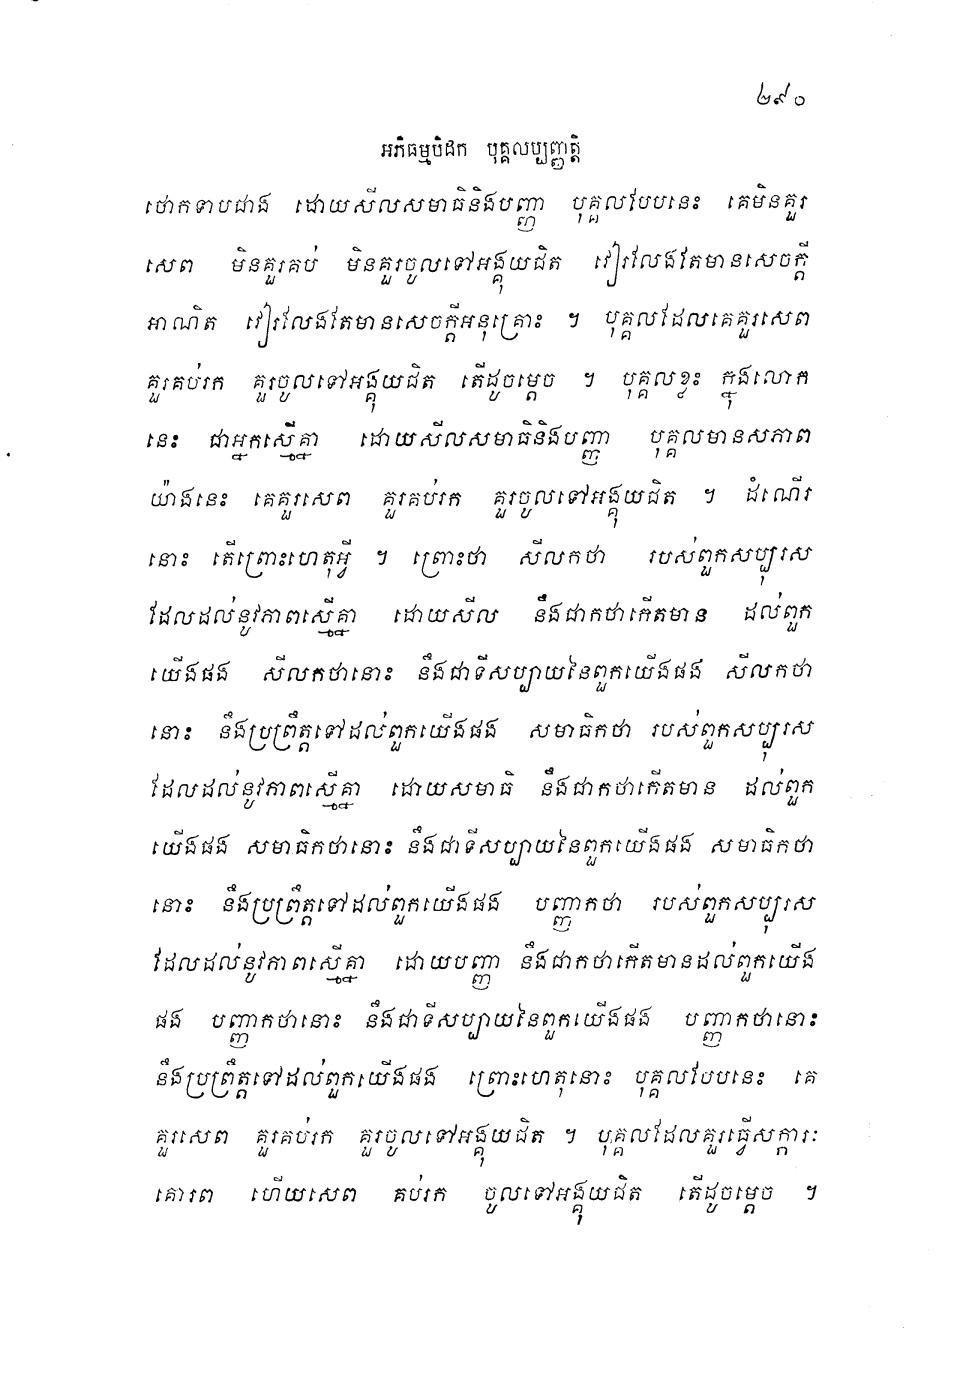 ២៩០
អភិធម្មបិដក បុគ្គលប្បញ្ញត្តិ
ថោកទាបជាង ដោយសីលសមាធិនិងបញ្ញា បុគ្គលបែបនេះ គេមិនគួរ
សេព មិនគួរគប់ មិនគួរចូលទៅអង្គុយជិត វៀរលែងតែមានសេចក្តី
អាណិត វៀរលែងតែមានសេចក្តីអនុគ្រោះ ។ បុគ្គលដែលគេគួរសេព
គួរគប់រក គួរចូលទៅអង្គុយជិត តើដូចម្តេច ។ បុគ្គលខ្លះ ក្នុងលោក
នេះ ជាអ្នកស្មើគ្នា ដោយសីលសមាធិនិងបញ្ញា បុគ្គលមានសភាព
យ៉ាងនេះ គេគួរសេព គួរគប់រក គួរចូលទៅអង្គុយជិត ។ ដំណើរ
នោះ តើព្រោះហេតុអ្វី ។ ព្រោះថា សីលកថា របស់ពួកសប្បុរស
ដែលដល់នូវភាពស្មើគ្នា ដោយសីល នឹងជាកថាកើតមាន ដល់ពួក
យើងផង សីលកថានោះ នឹងជាទីសប្បាយនៃពួកយើងផង សីលកថា
នោះ នឹងប្រព្រឹត្តទៅដល់ពួកយើងផង សមាធិកថា របស់ពួកសប្បុរស
ដែលដល់នូវភាពស្មើគ្នា ដោយសមាធិ នឹងជាកថាកើតមាន ដល់ពួក
យើងផង សមាធិកថានោះ នឹងជាទីសប្បាយនៃពួកយើងផង សមាធិកថា
នោះ នឹងប្រព្រឹត្តទៅដល់ពួកយើងផង បញ្ញាកថា របស់ពួកសប្បុរស
ដែលដល់នូវភាពស្មើគ្នា ដោយបញ្ញា នឹងជាកថាកើតមានដល់ពួកយើង
ផង បញ្ញាកថានោះ នឹងជាទីសប្បាយនៃពួកយើងផង បញ្ញាកថានោះ
នឹងប្រព្រឹត្តទៅដល់ពួកយើងផង ព្រោះហេតុនោះ បុគ្គលបែបនេះ គេ
គួរសេព គួរគប់រក គួរចូលទៅអង្គុយជិត ។ បុគ្គលដែលគួរធ្វើសក្ការៈ
គោរព ហើយសេព គប់រក ចូលទៅអង្គុយជិត តើដូចម្តេច ។